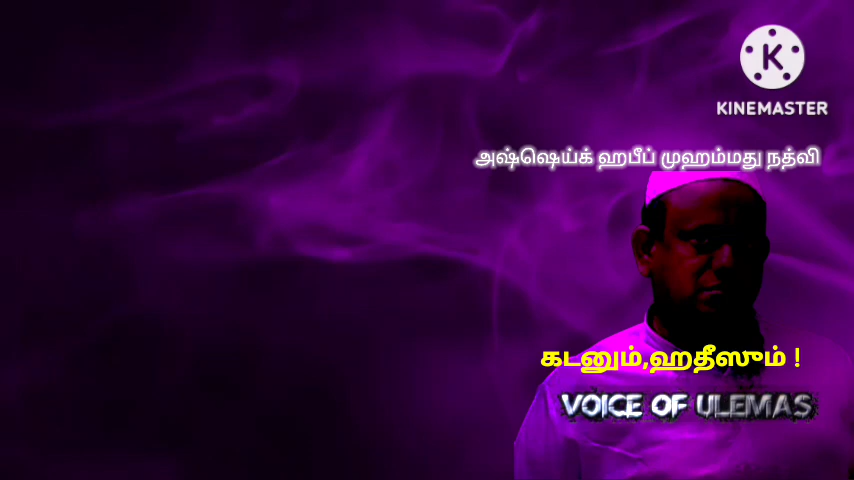 KINEMASTER
அஷ்ஷெய்க் ஹபீப் முஹம்மது நத்வி
கடனும்,ஹதீஸும் !
VOICE OF ULEMAS